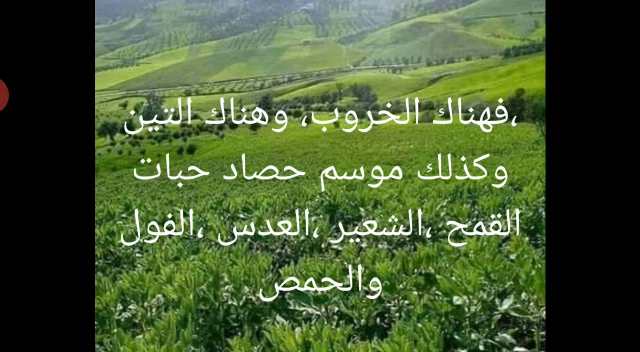 ،فهناك الخروب، وهناك التين
وكذلك موسم حصاد حبات
القمح ،الشعير ،العدس ،الفول
والحمص